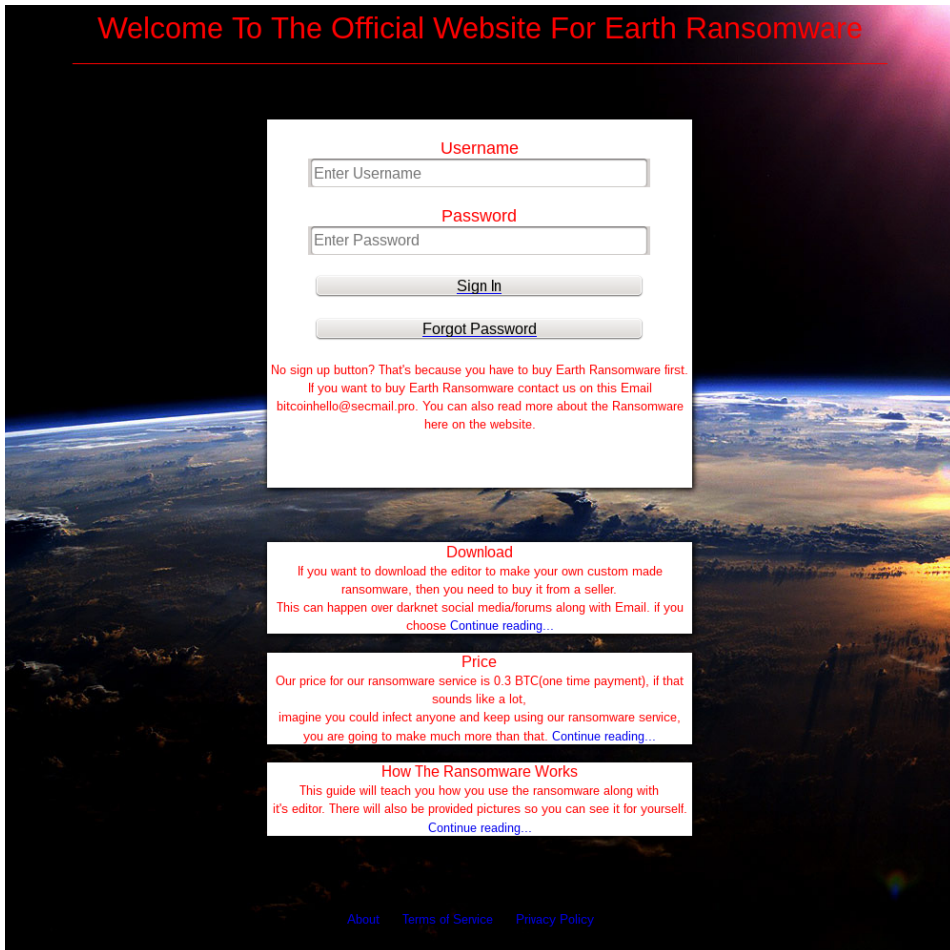 Welcome To The Official Website For Earth Ransomware
Username
Enter Username
Password
Enter Password
Sign In
Forgot Password
No sign up button? That's because you have to buy Earth Ransomware first.
If you want to buy Earth Ransomware contact us on this Email
bitcoinhello@secmail.pro. You can also read more about the Ransomware
here on the website.
Download
If you want to download the editor to make your own custom made
ransomware, then you need to buy it from a seller.
This can happen over darknet social media/forums along with Email. if you
choose Continue reading...
Price
Our price for our ransomware service is 0.3 BTC(one time payment), if that
sounds like a lot,
imagine you could infect anyone and keep using our ransomware service,
you are going to make much more than that. Continue reading...
How The Ransomware Works
This guide will teach you how you use the ransomware along with
it's editor. There will also be provided pictures so you can see it for yourself.
Continue reading...
About Terms of Service Privacy Policy